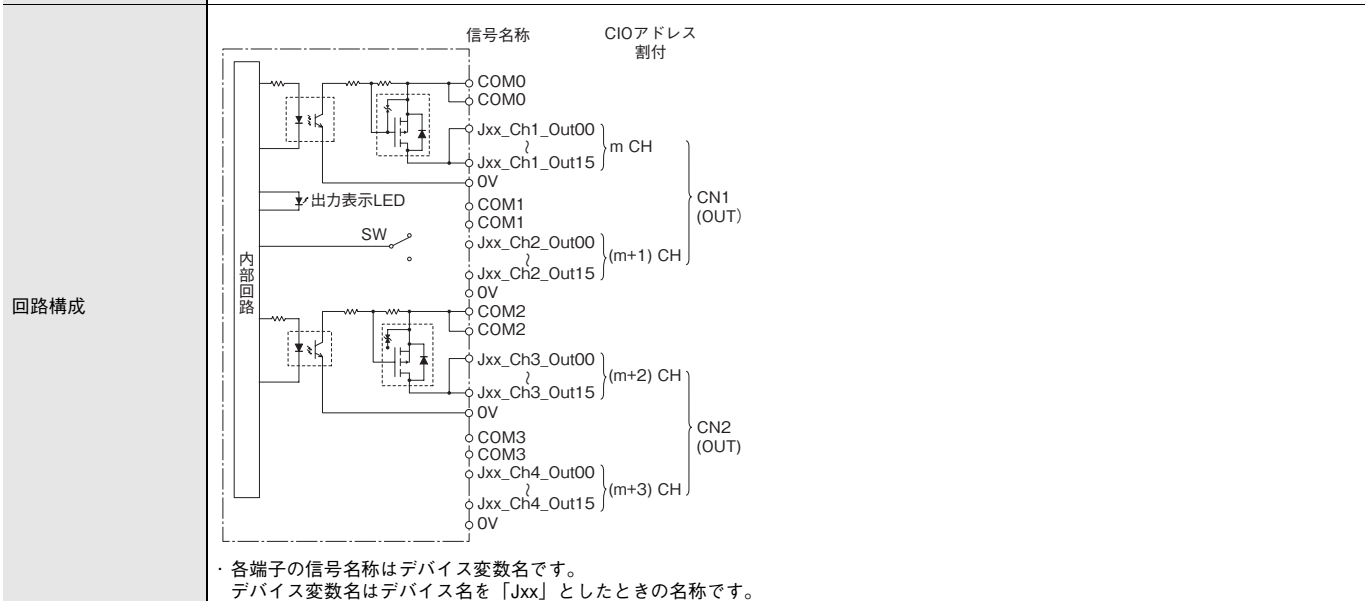 回路構成
信号名称
CIOアドレス
割付
COM0
COM0
Jxx_Ch1_Out00
~
Jxx_Ch1_Out15
m CH
0V
COM1
COM1
Jxx_Ch2_Out00
~
Jxx_Ch2_Out15
(m+1) CH
0V
CN1
(OUT)
COM2
COM2
Jxx_Ch3_Out00
~
Jxx_Ch3_Out15
(m+2) CH
0V
COM3
COM3
Jxx_Ch4_Out00
~
Jxx_Ch4_Out15
(m+3) CH
0V
CN2
(OUT)
出力表示LED
SW
内部回路
・各端子の信号名称はデバイス変数名です。
デバイス変数名はデバイス名を「Jxx」としたときの名称です。